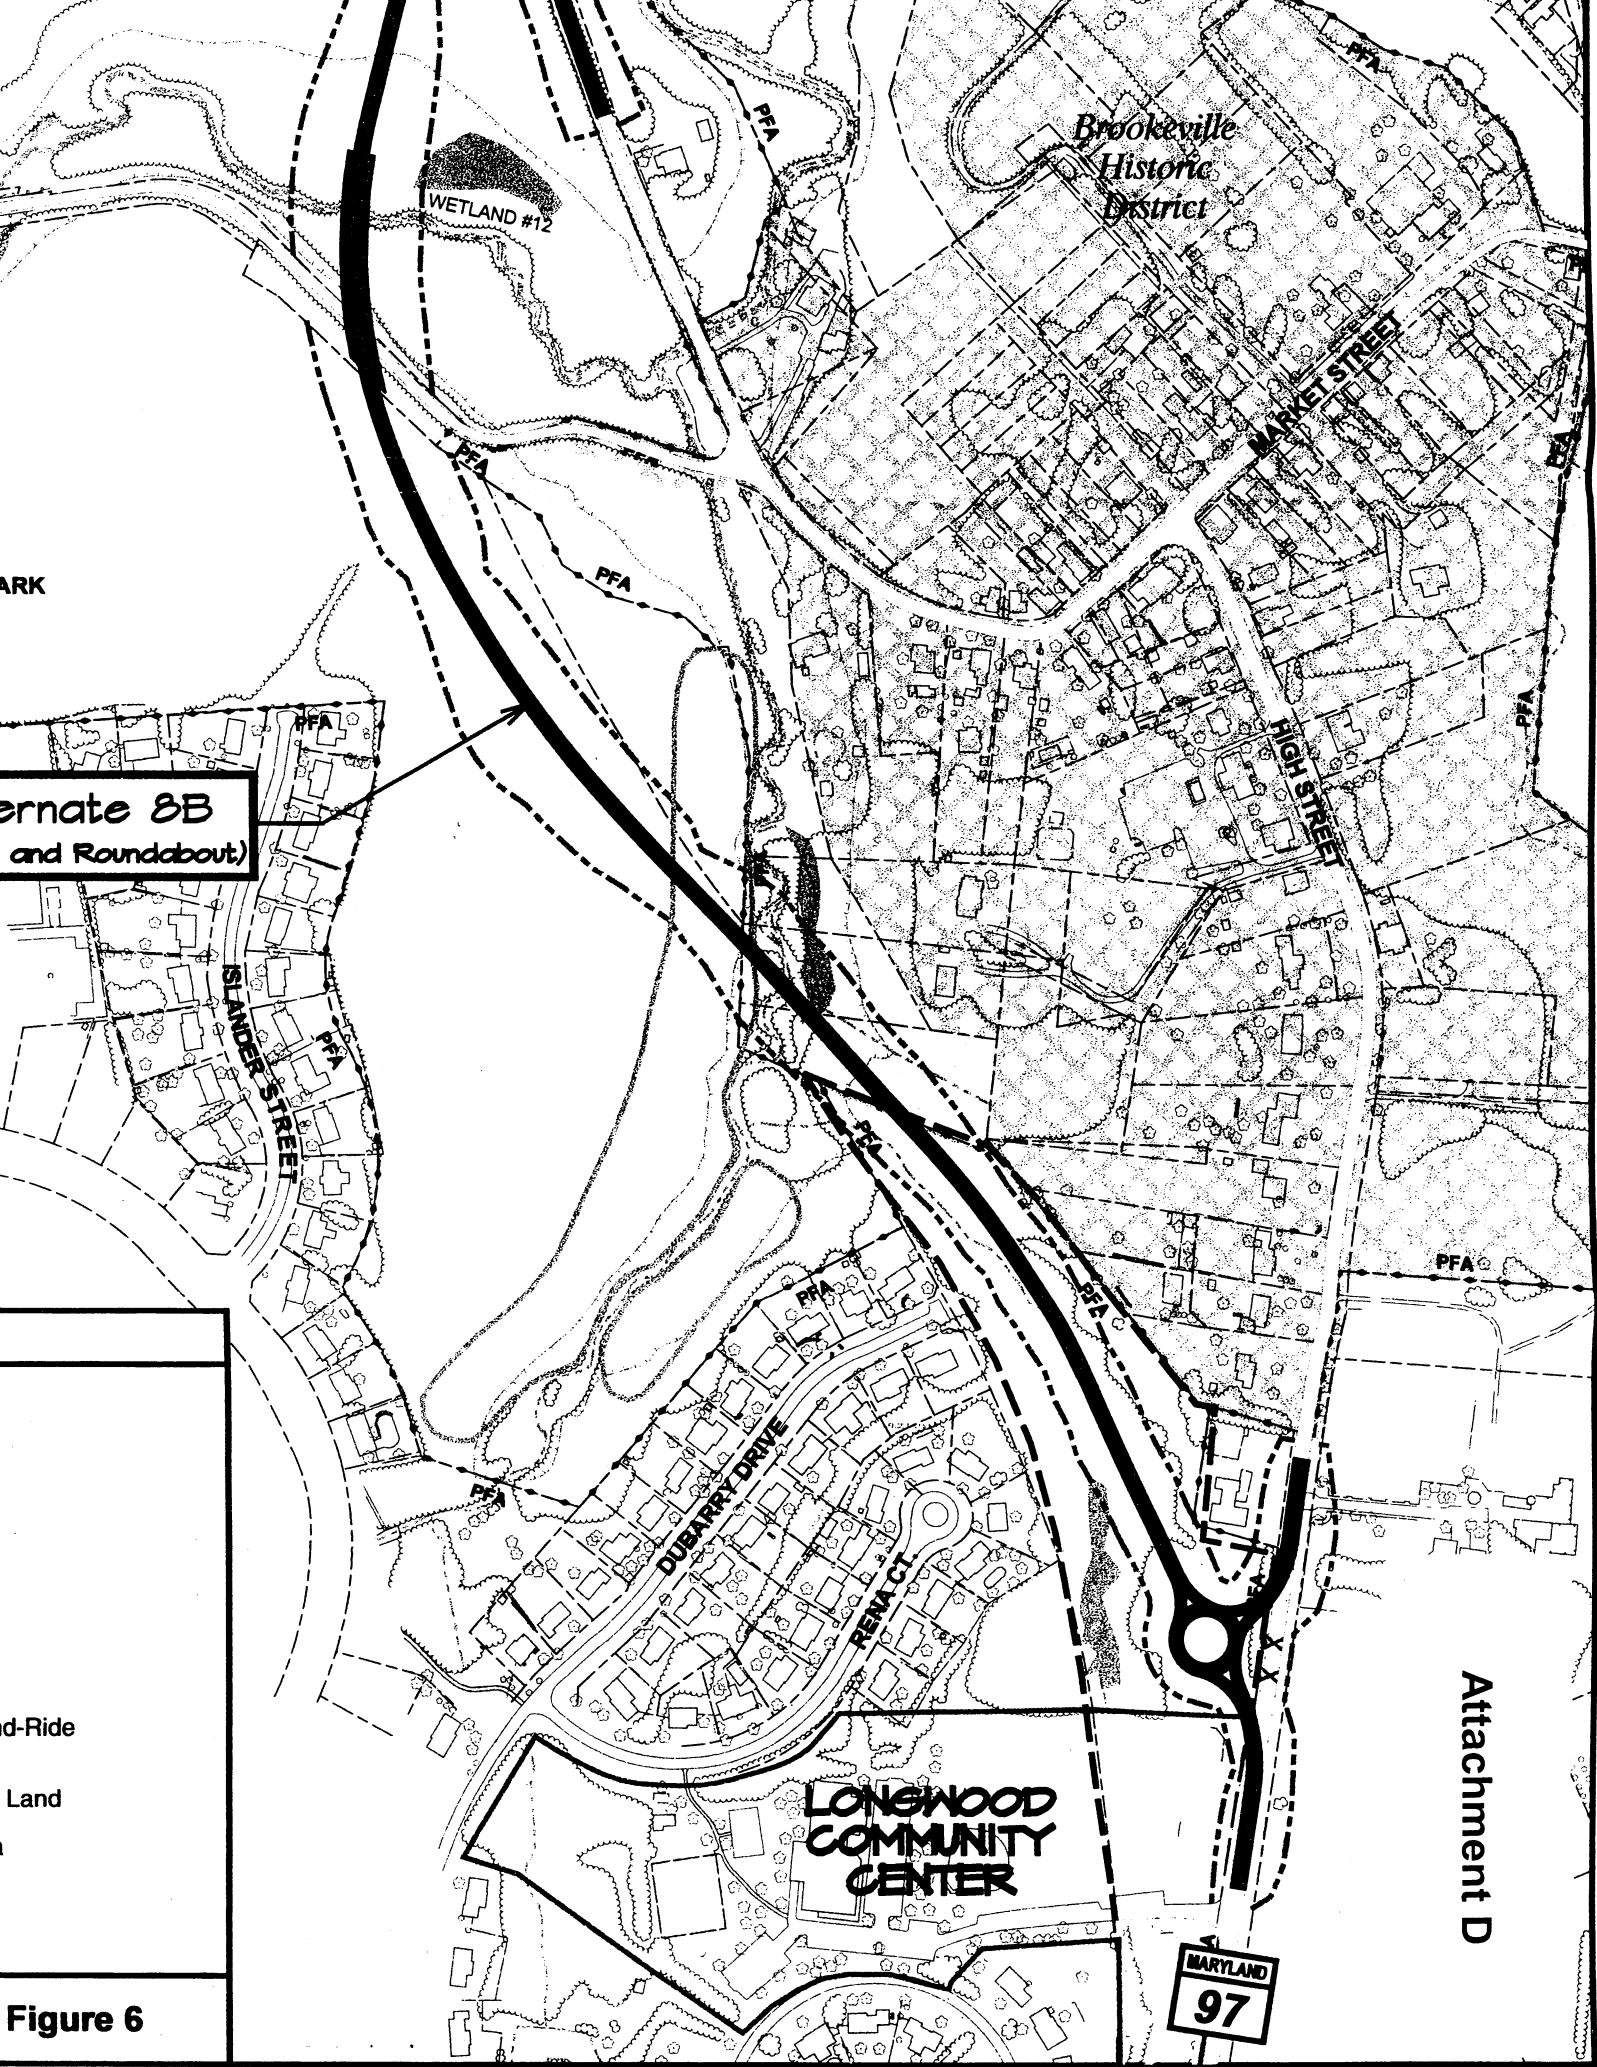 PFA
PFA
Brookeville
Historic
District
WETLAND #12
MARKET STREET
PFA
PFA
PFA
ARK
PFA
PFA
HIGH STREET
ernate 8B
and Roundabout)
ISLANDER STREET
PFA
PFA
PFA
PFA
PFA
DUBARRY DRIVE
PFA
RENA CT.
nd-Ride
Land
Attachment D
LONGWOOD
COMMUNITY
CENTER
MARYLAND
97
Figure 6